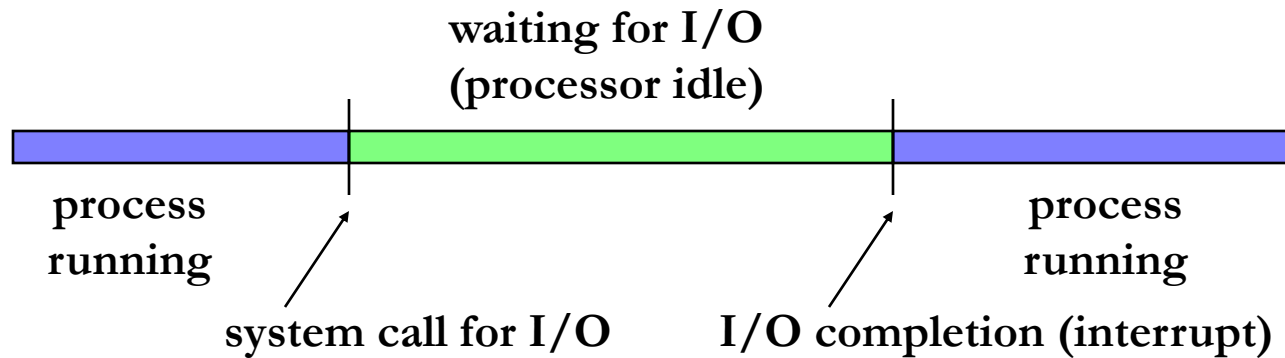 waiting for I/O
(processor idle)
process
running
process
running
system call for I/O
I/O completion (interrupt)